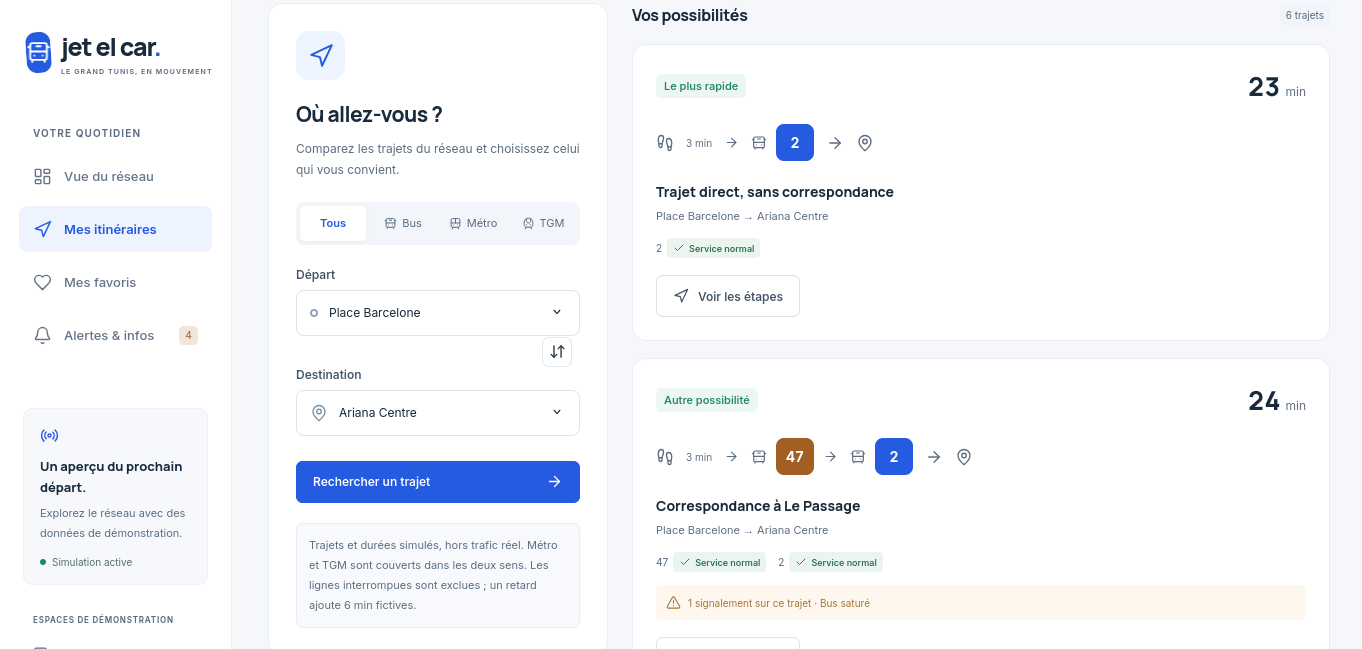 jet el car.
LE GRAND TUNIS, EN MOUVEMENT
VOTRE QUOTIDIEN
Vue du réseau
Mes itinéraires
Mes favoris
Alertes & infos 4
Un aperçu du prochain
départ.
Explorez le réseau avec des
données de démonstration.
Simulation active
ESPACES DE DÉMONSTRATION
Où allez-vous ?
Comparez les trajets du réseau et choisissez celui
qui vous convient.
Tous Bus Métro TGM
Départ
Place Barcelone
Destination
Ariana Centre
Rechercher un trajet
Trajets et durées simulés, hors trafic réel. Métro
et TGM sont couverts dans les deux sens. Les
lignes interrompues sont exclues ; un retard
ajoute 6 min fictives.
Vos possibilités 6 trajets
Le plus rapide 23 min
3 min → 2 →
Trajet direct, sans correspondance
Place Barcelone → Ariana Centre
2 Service normal
Voir les étapes
Autre possibilité 24 min
3 min → 47 → 2 →
Correspondance à Le Passage
Place Barcelone → Ariana Centre
47 Service normal 2 Service normal
1 signalement sur ce trajet · Bus saturé